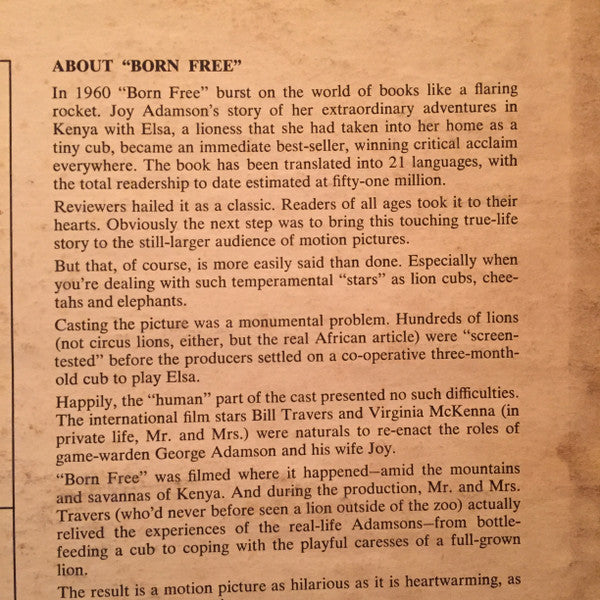 ABOUT “BORN FREE”
In 1960 “Born Free” burst on the world of books like a flaring
rocket. Joy Adamson’s story of her extraordinary adventures in
Kenya with Elsa, a lioness that she had taken into her home as a
tiny cub, became an immediate best-seller, winning critical acclaim
everywhere. The book has been translated into 21 languages, with
the total readership to date estimated at fifty-one million.
Reviewers hailed it as a classic. Readers of all ages took it to their
hearts. Obviously the next step was to bring this touching true-life
story to the still-larger audience of motion pictures.
But that, of course, is more easily said than done. Especially when
you’re dealing with such temperamental “stars” as lion cubs, chee-
tahs and elephants.
Casting the picture was a monumental problem. Hundreds of lions
(not circus lions, either, but the real African article) were “screen-
tested” before the producers settled on a co-operative three-month-
old cub to play Elsa.
Happily, the “human” part of the cast presented no such difficulties.
The international film stars Bill Travers and Virginia McKenna (in
private life, Mr. and Mrs.) were naturals to re-enact the roles of
game-warden George Adamson and his wife Joy.
“Born Free” was filmed where it happened—amid the mountains
and savannas of Kenya. And during the production, Mr. and Mrs.
Travers (who’d never before seen a lion outside of the zoo) actually
relived the experiences of the real-life Adamsons—from bottle-
feeding a cub to coping with the playful caresses of a full-grown
lion.
The result is a motion picture as hilarious as it is heartwarming, as